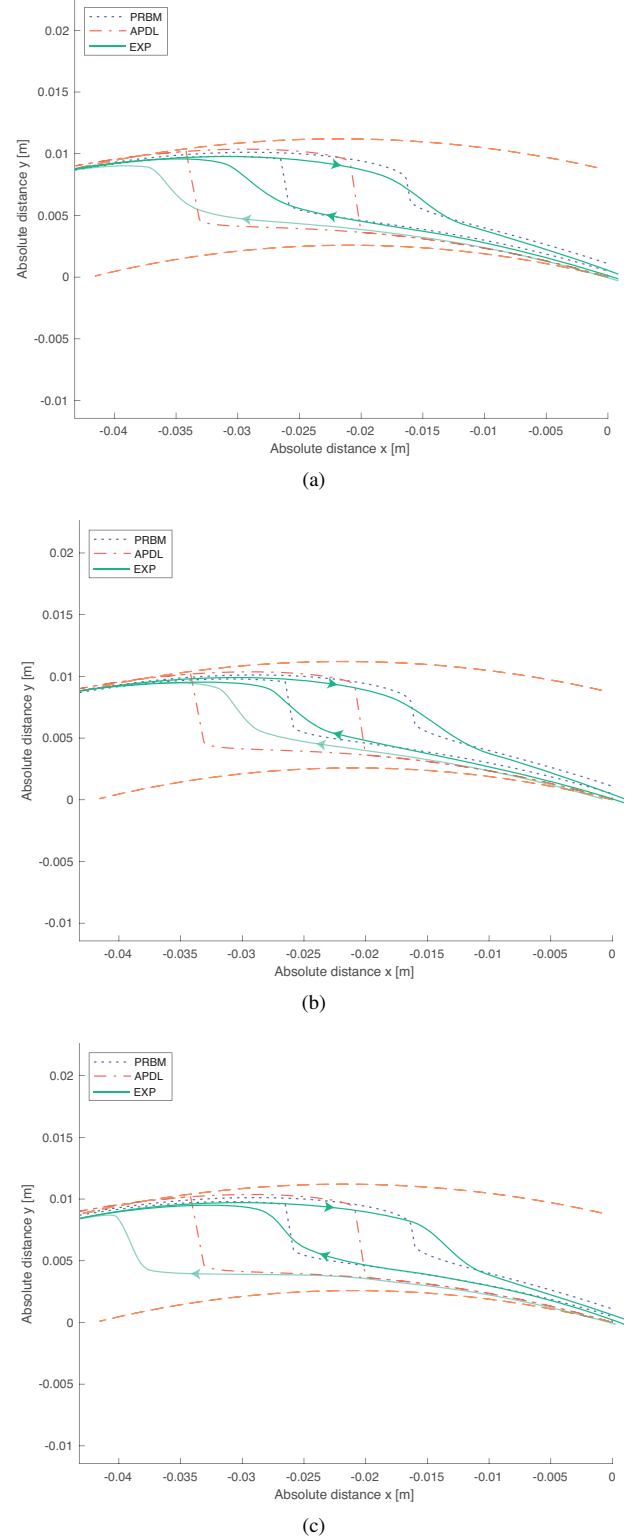 0.02
0.015
0.01
0.005
0
-0.005
-0.01
Absolute distance y [m]
PRBM
APDL
EXP
-0.04 -0.035 -0.03 -0.025 -0.02 -0.015 -0.01 -0.005 0
Absolute distance x [m]
(a)
0.02
0.015
0.01
0.005
0
-0.005
-0.01
Absolute distance y [m]
PRBM
APDL
EXP
-0.04 -0.035 -0.03 -0.025 -0.02 -0.015 -0.01 -0.005 0
Absolute distance x [m]
(b)
0.02
0.015
0.01
0.005
0
-0.005
-0.01
Absolute distance y [m]
PRBM
APDL
EXP
-0.04 -0.035 -0.03 -0.025 -0.02 -0.015 -0.01 -0.005 0
Absolute distance x [m]
(c)